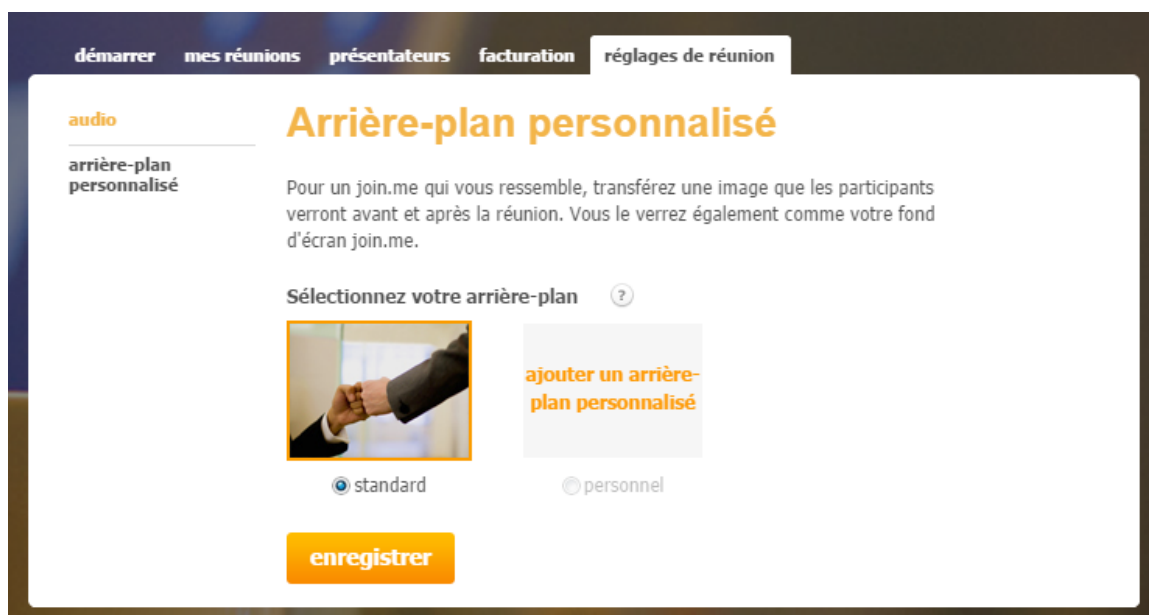 démarrer mes réunions présentateurs facturation réglages de réunion
audio
arrière-plan
personnalisé
Arrière-plan personnalisé
Pour un join.me qui vous ressemble, transférez une image que les participants
verront avant et après la réunion. Vous le verrez également comme votre fond
d'écran join.me.
Sélectionnez votre arrière-plan ?
ajouter un arrière-
plan personnalisé
standard personnel
enregistrer